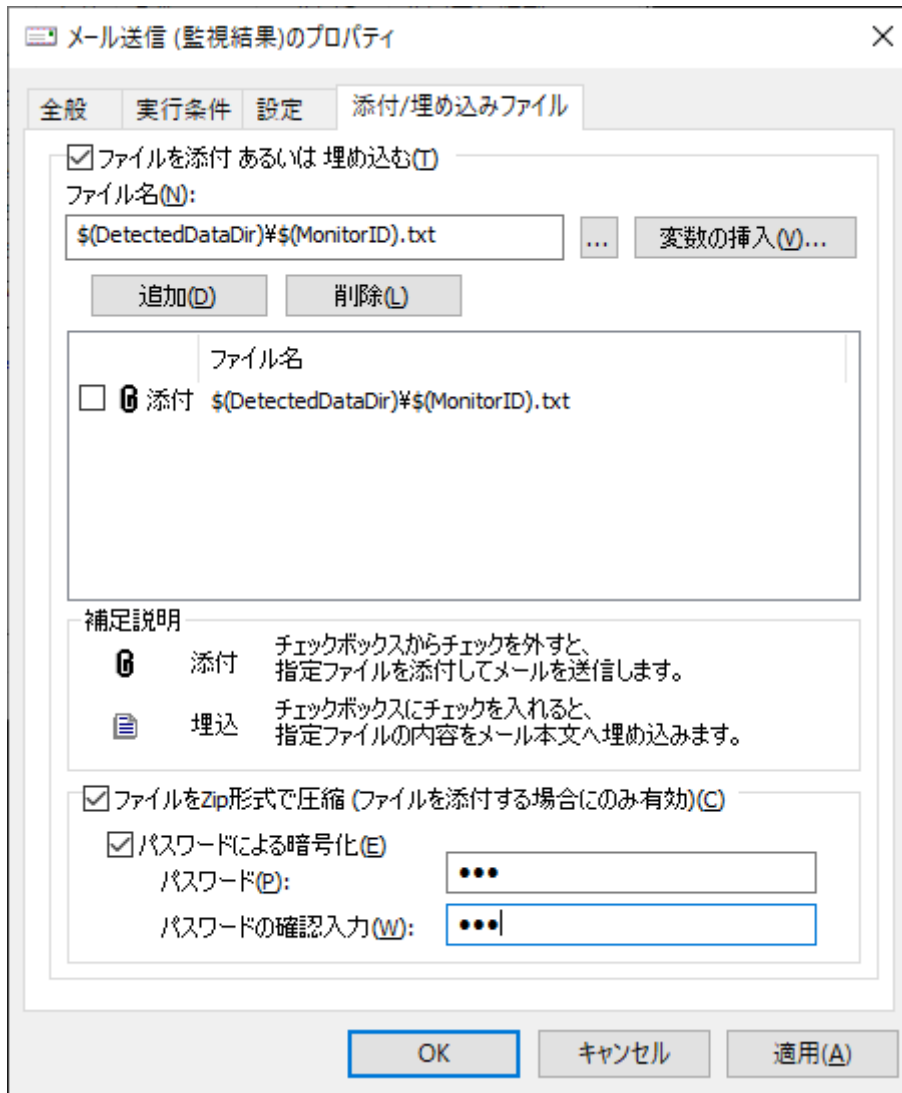 メール送信 (監視結果)のプロパティ
全般 実行条件 設定 添付/埋め込みファイル
ファイルを添付 あるいは 埋め込む(T)
ファイル名(N):
$(DetectedDataDir)¥$(MonitorID).txt ... 変数の挿入(V)...
追加(D) 削除(L)
ファイル名
添付 $(DetectedDataDir)¥$(MonitorID).txt
補足説明
添付 チェックボックスからチェックを外すと、
指定ファイルを添付してメールを送信します。
埋込 チェックボックスにチェックを入れると、
指定ファイルの内容をメール本文へ埋め込みます。
ファイルをZip形式で圧縮 (ファイルを添付する場合にのみ有効)(C)
パスワードによる暗号化(E)
パスワード(P): ●●●
パスワードの確認入力(W): ●●●
OK キャンセル 適用(A)